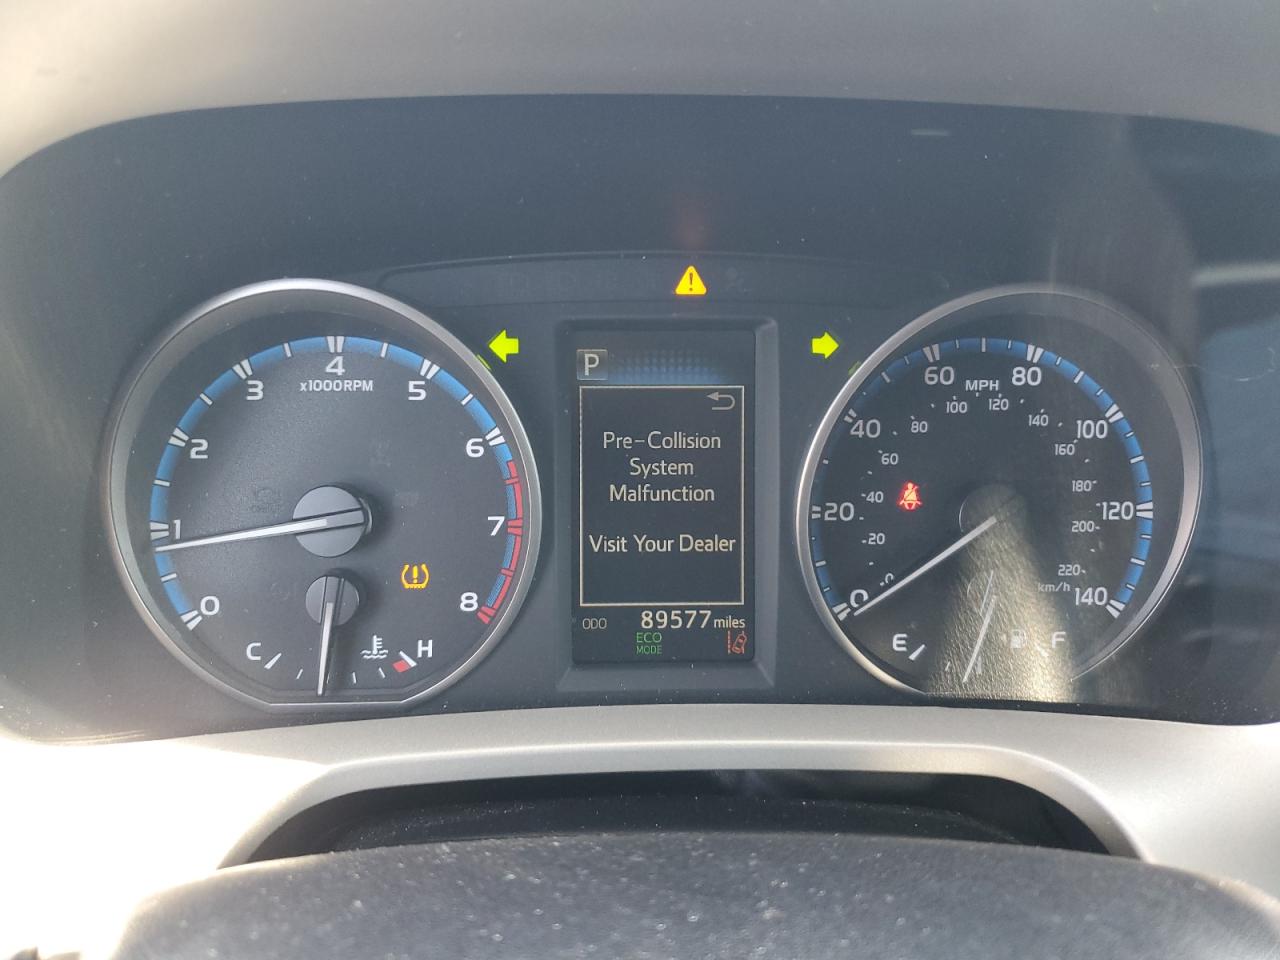 4
3
5
x1000RPM
2
6
1
7
0
8
C
H
P
Pre-Collision
System
Malfunction
Visit Your Dealer
ODO
89577 miles
ECO
MODE
60
MPH
80
100
120
40
80
140
100
60
160
40
180
20
120
200
20
220
0
km/h
0
140
E
F